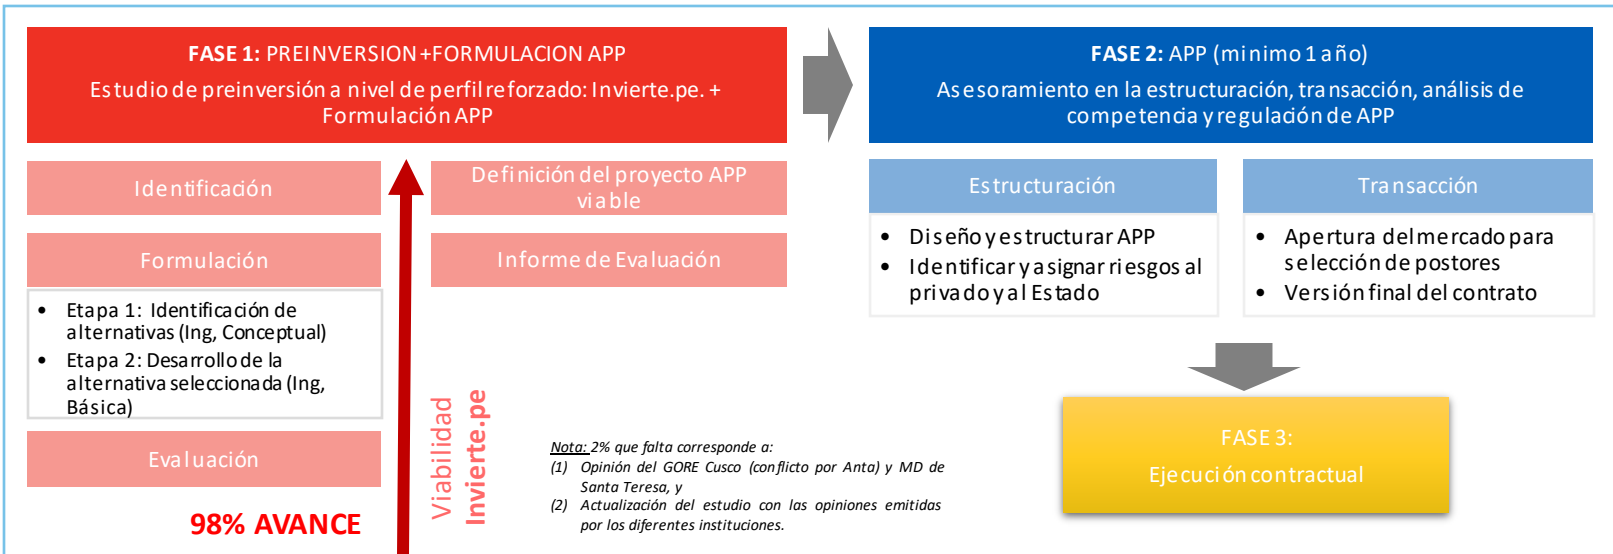 FASE 1: PREINVERSION+FORMULACION APP
Estudio de preinversión a nivel de perfil reforzado: Invierte.pe. +
Formulación APP
Identificación
Formulación
• Etapa 1: Identificación de
alternativas (Ing, Conceptual)
• Etapa 2: Desarrollo de la
alternativa seleccionada (Ing,
Básica)
Evaluación
98% AVANCE
Definición del proyecto APP
viable
Informe de Evaluación
Viabilidad
Invierte.pe
Nota: 2% que falta corresponde a:
(1) Opinión del GORE Cusco (conflicto por Anta) y MD de
Santa Teresa, y
(2) Actualización del estudio con las opiniones emitidas
por los diferentes instituciones.
FASE 2: APP (minimo 1 año)
Asesoramiento en la estructuración, transacción, análisis de
competencia y regulación de APP
Estructuración
• Diseño y estructurar APP
• Identificar y asignar riesgos al
privado y al Estado
Transacción
• Apertura del mercado para
selección de postores
• Versión final del contrato
FASE 3:
Ejecución contractual